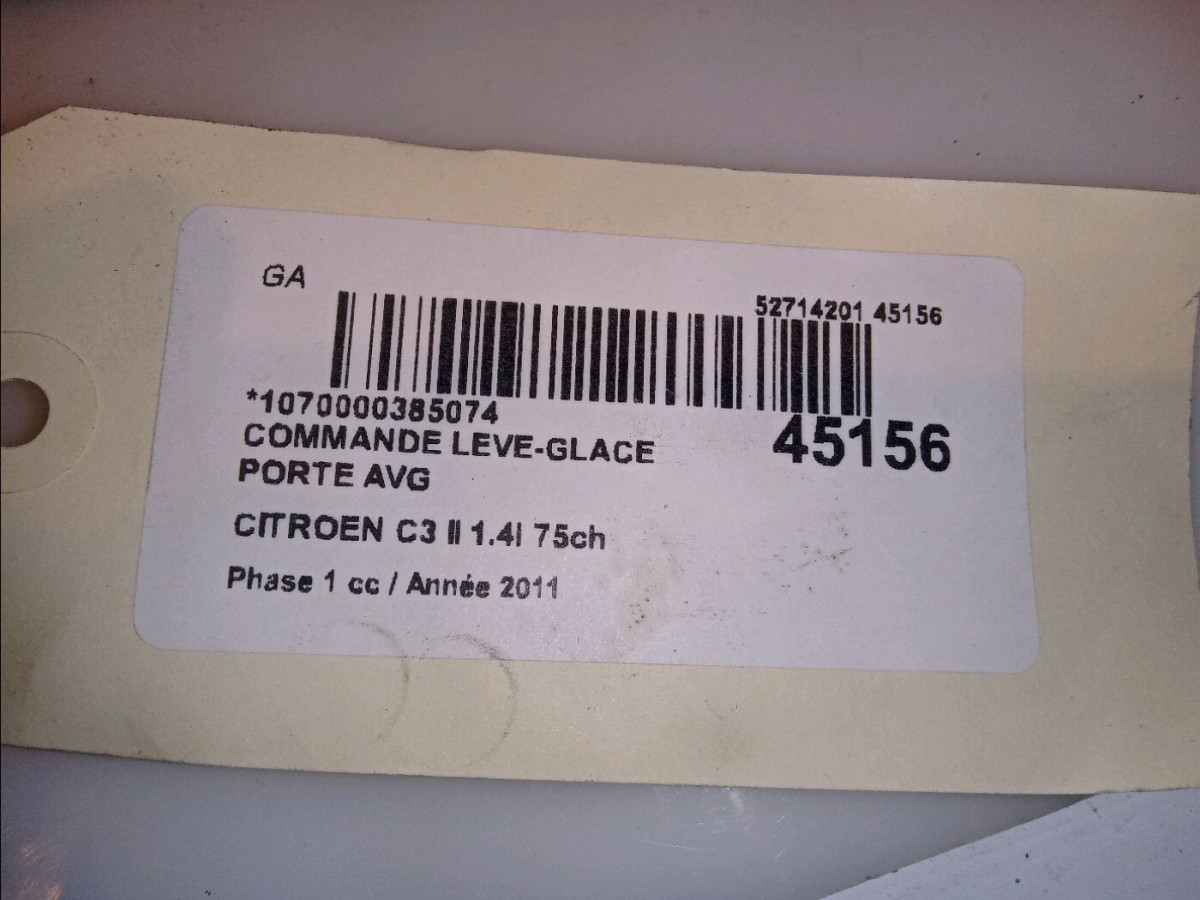 GA
52714201 45156
*1070000385074
COMMANDE LEVE-GLACE
45156
PORTE AVG
CITROEN C3 II 1.4I 75ch
Phase 1 cc / Année 2011